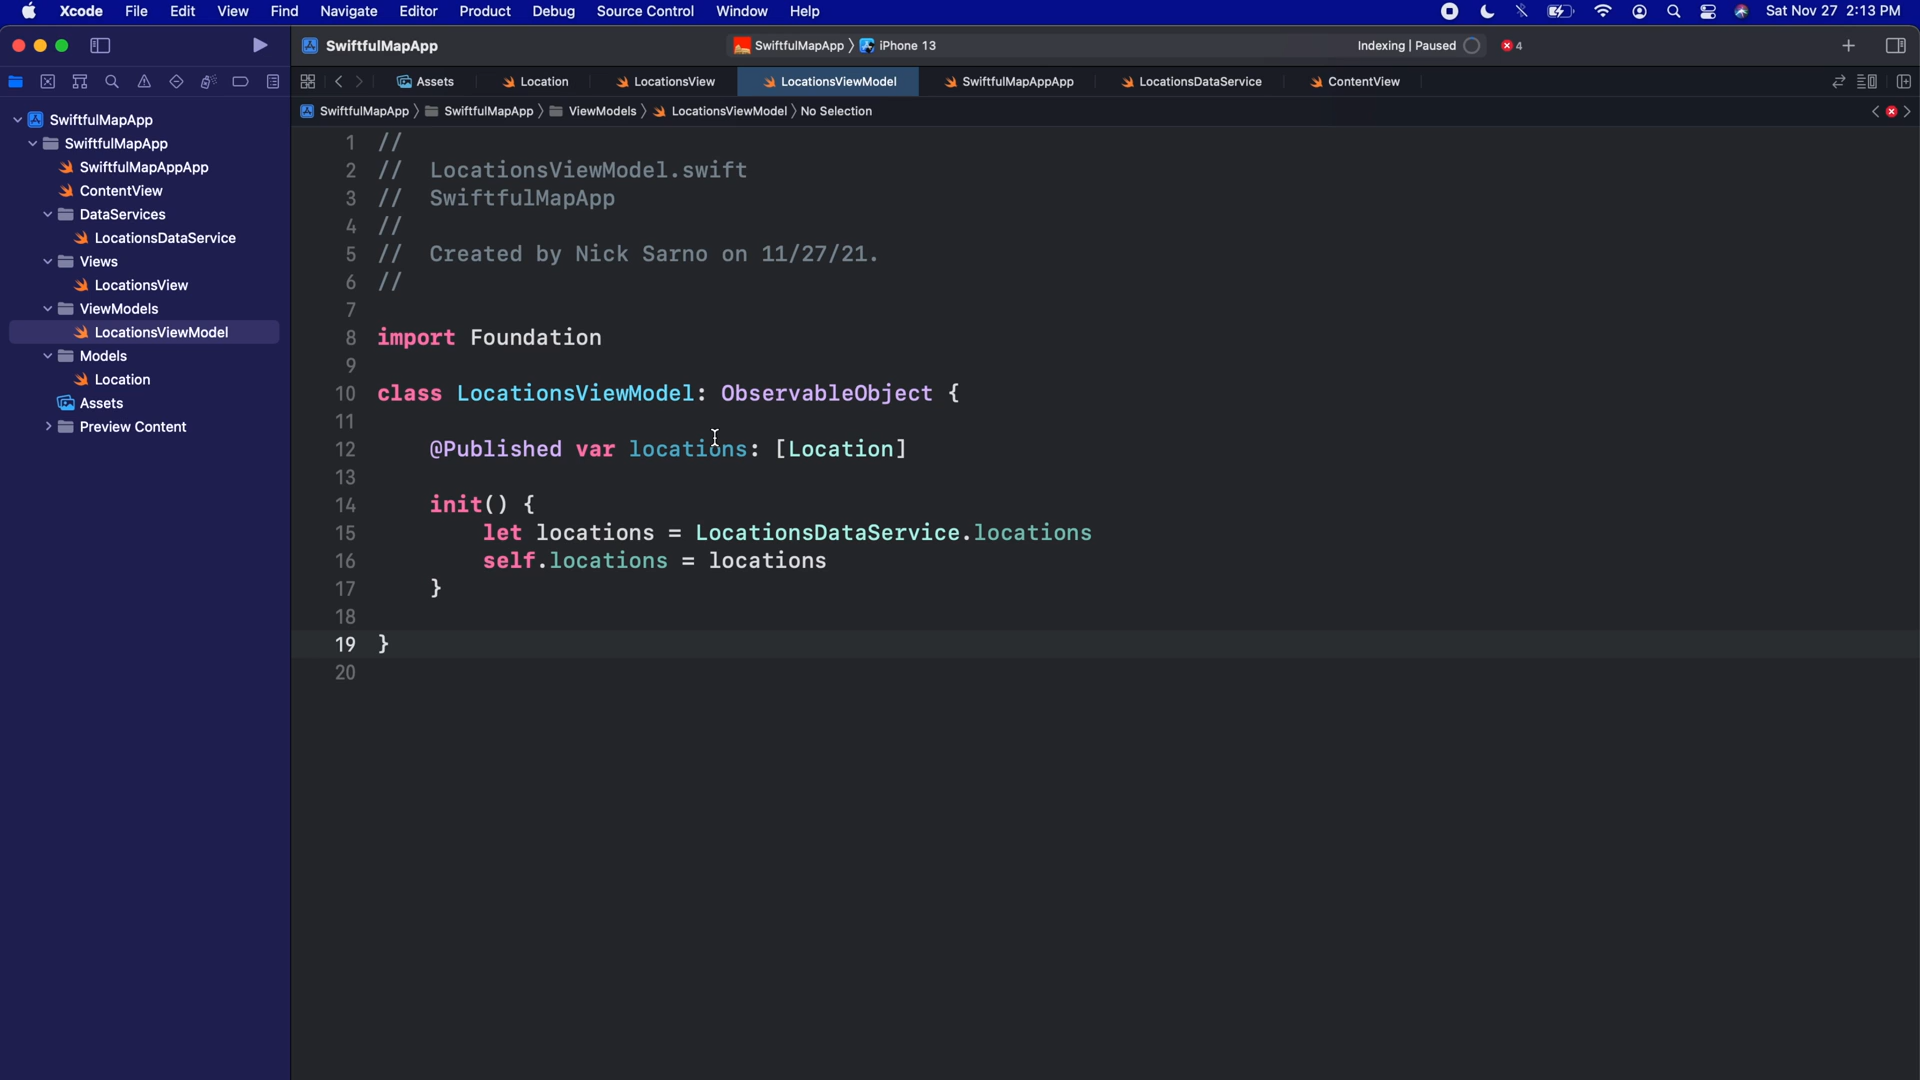 Xcode File Edit View Find Navigate Editor Product Debug Source Control Window Help Sat Nov 27 2:13 PM
SwiftfulMapApp SwiftfulMapApp 〉 iPhone 13 Indexing | Paused 4
Assets Location LocationsView LocationsViewModel SwiftfulMapAppApp LocationsDataService ContentView
SwiftfulMapApp 〉 SwiftfulMapApp 〉 ViewModels 〉 LocationsViewModel 〉 No Selection
SwiftfulMapApp
SwiftfulMapApp
SwiftfulMapAppApp
ContentView
DataServices
LocationsDataService
Views
LocationsView
ViewModels
LocationsViewModel
Models
Location
Assets
Preview Content
1 //
2 // LocationsViewModel.swift
3 // SwiftfulMapApp
4 //
5 // Created by Nick Sarno on 11/27/21.
6 //
7
8 import Foundation
9
10 class LocationsViewModel: ObservableObject {
11
12 @Published var locations: [Location]
13
14 init() {
15 let locations = LocationsDataService.locations
16 self.locations = locations
17 }
18
19 }
20